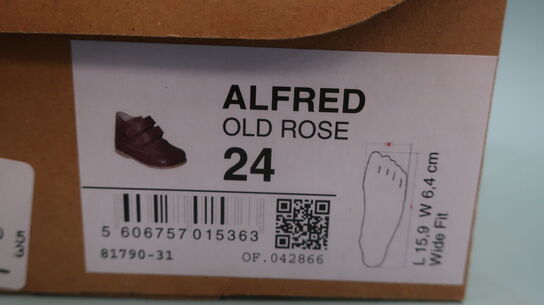 ALFRED
OLD ROSE
24
5 606757 015363
81790-31
OF.042866
L 15,9 W 6,4 cm
Wide Fit